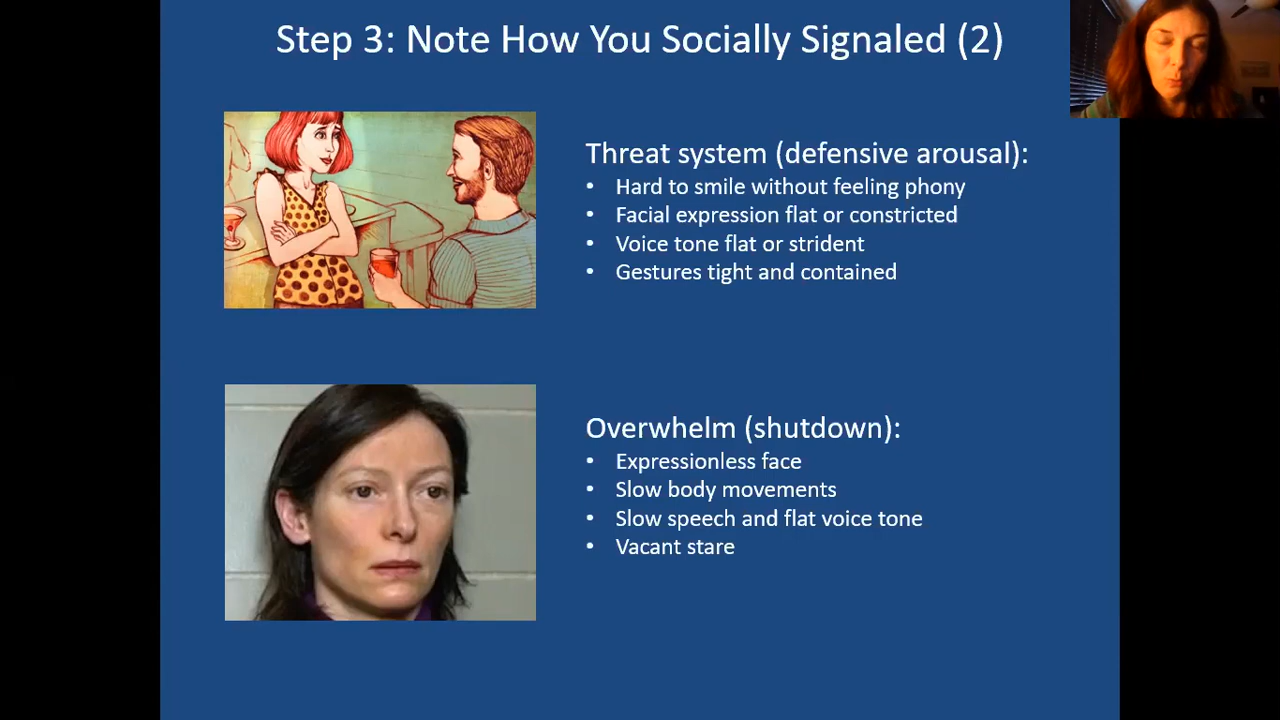 Step 3: Note How You Socially Signaled (2)
Threat system (defensive arousal):
• Hard to smile without feeling phony
• Facial expression flat or constricted
• Voice tone flat or strident
• Gestures tight and contained
Overwhelm (shutdown):
• Expressionless face
• Slow body movements
• Slow speech and flat voice tone
• Vacant stare